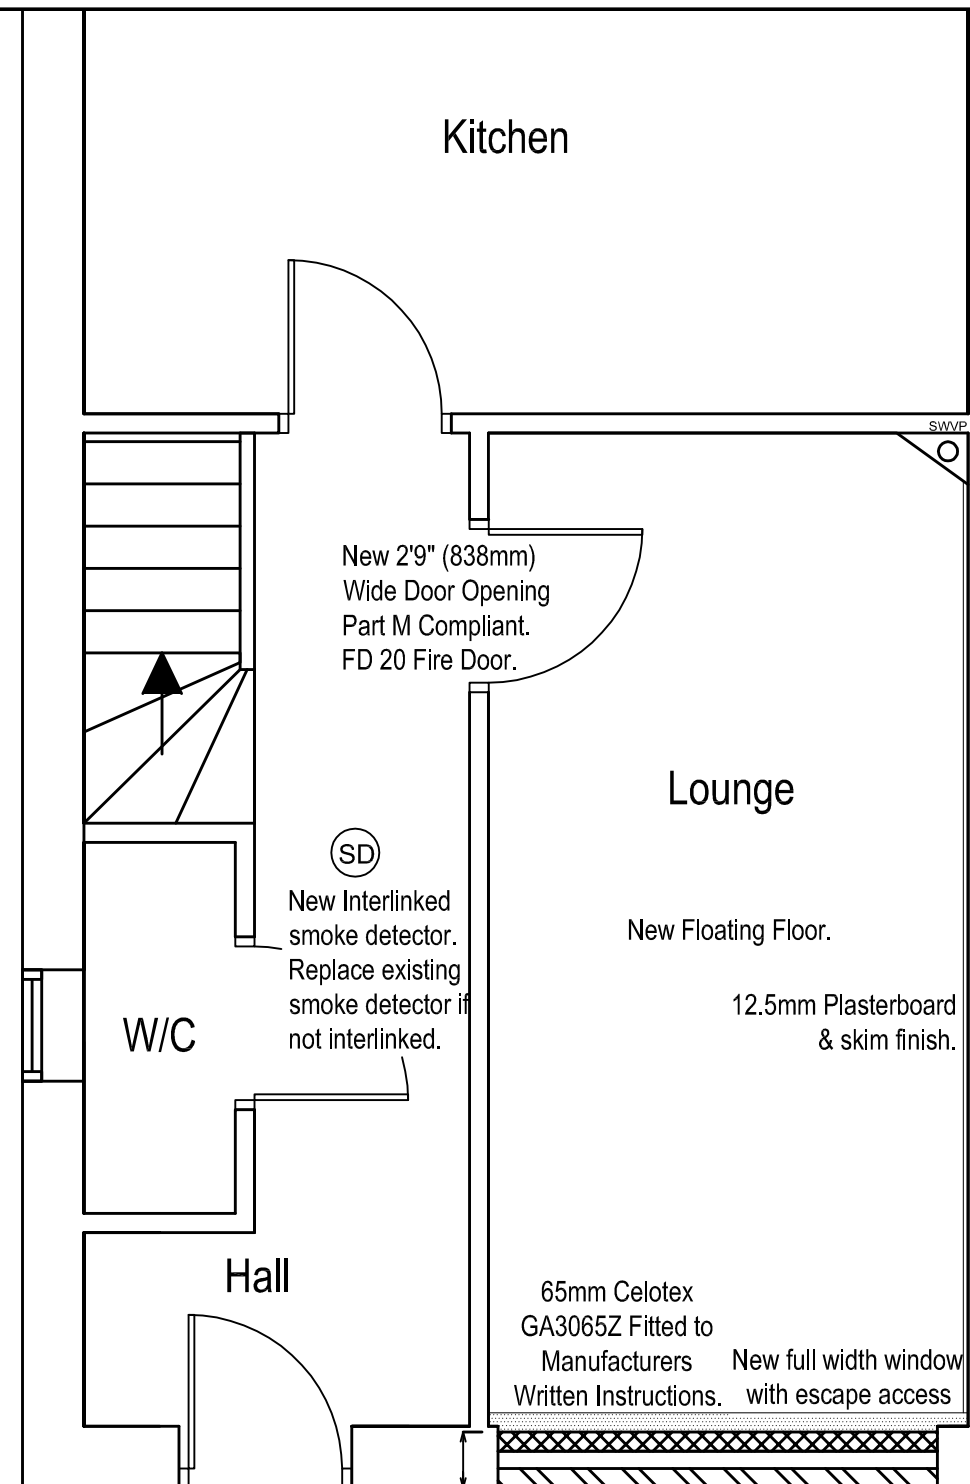 Kitchen
SWVP
New 2'9" (838mm)
Wide Door Opening
Part M Compliant.
FD 20 Fire Door.
Lounge
SD
New Interlinked
smoke detector.
Replace existing
smoke detector if
not interlinked.
New Floating Floor.
12.5mm Plasterboard
& skim finish.
W/C
Hall
65mm Celotex
GA3065Z Fitted to
Manufacturers
Written Instructions.
New full width window
with escape access